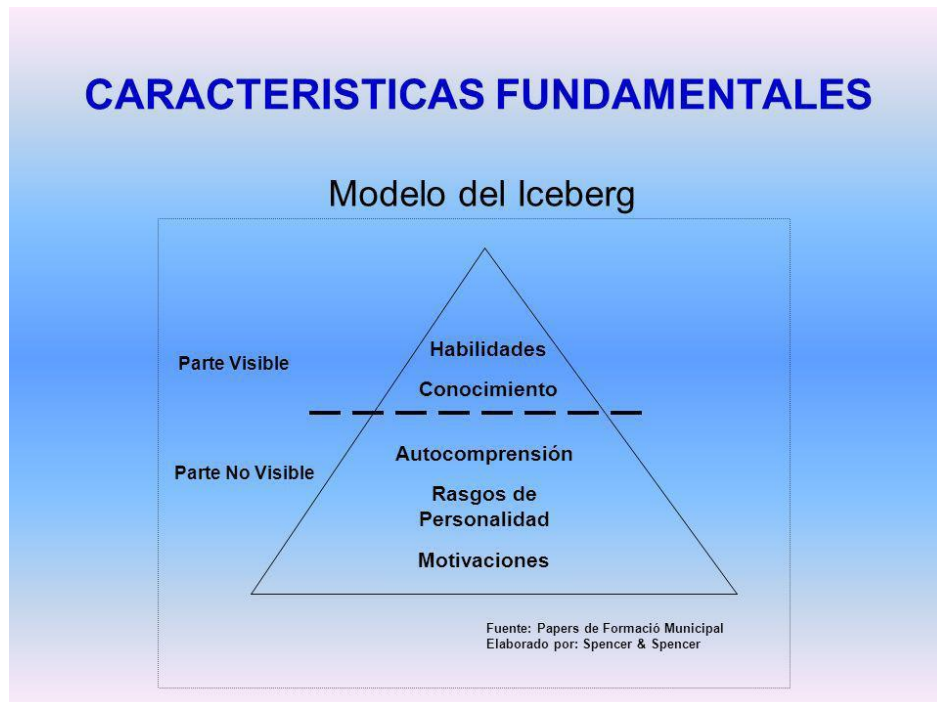 CARACTERISTICAS FUNDAMENTALES
Modelo del Iceberg
Parte Visible
Habilidades
Conocimiento
Parte No Visible
Autocomprensión
Rasgos de
Personalidad
Motivaciones
Fuente: Papers de Formació Municipal
Elaborado por: Spencer & Spencer